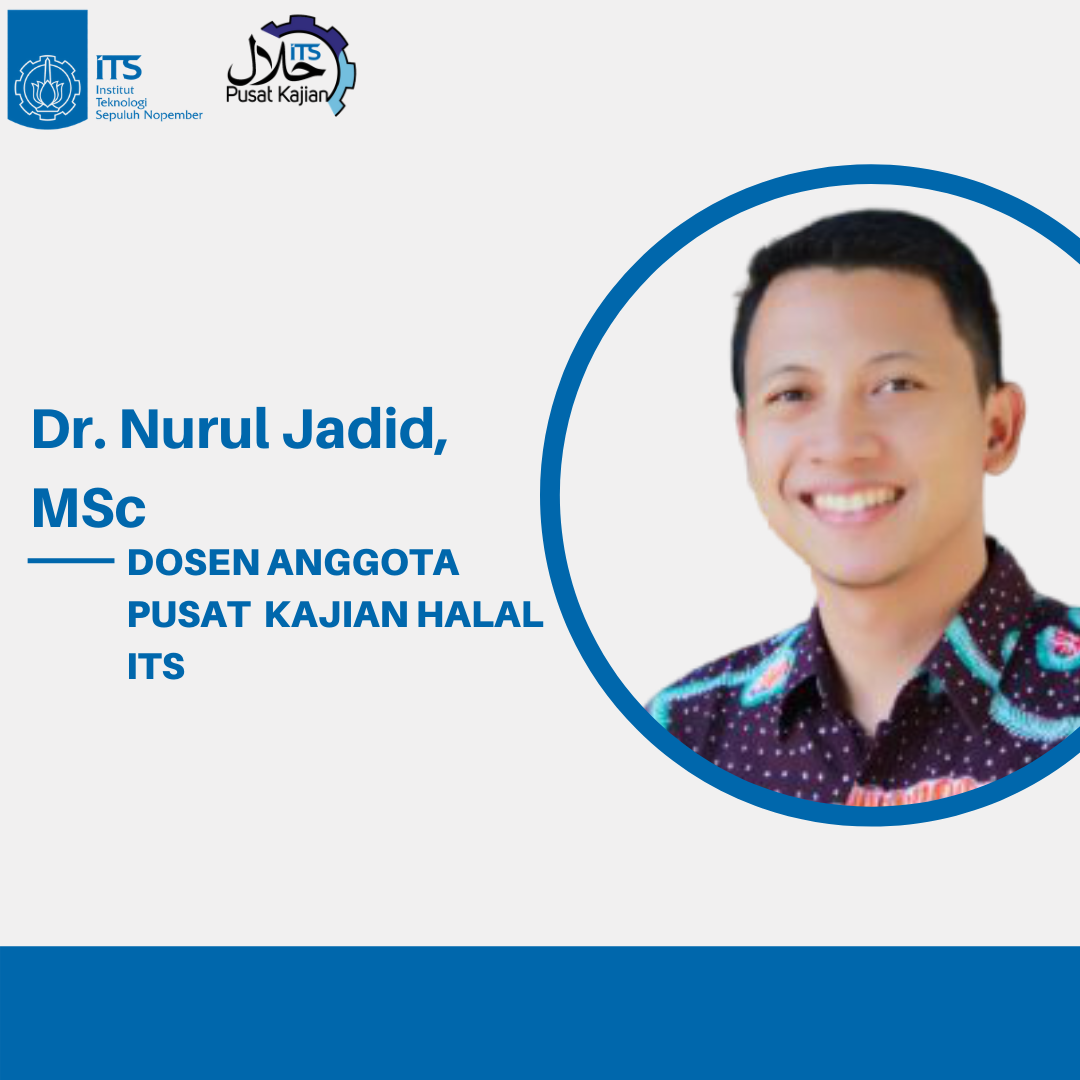 iTS
Institut
Teknologi
Sepuluh Nopember
حلال
iTS
Pusat Kajian
Dr. Nurul Jadid,
MSc
DOSEN ANGGOTA
PUSAT KAJIAN HALAL
ITS